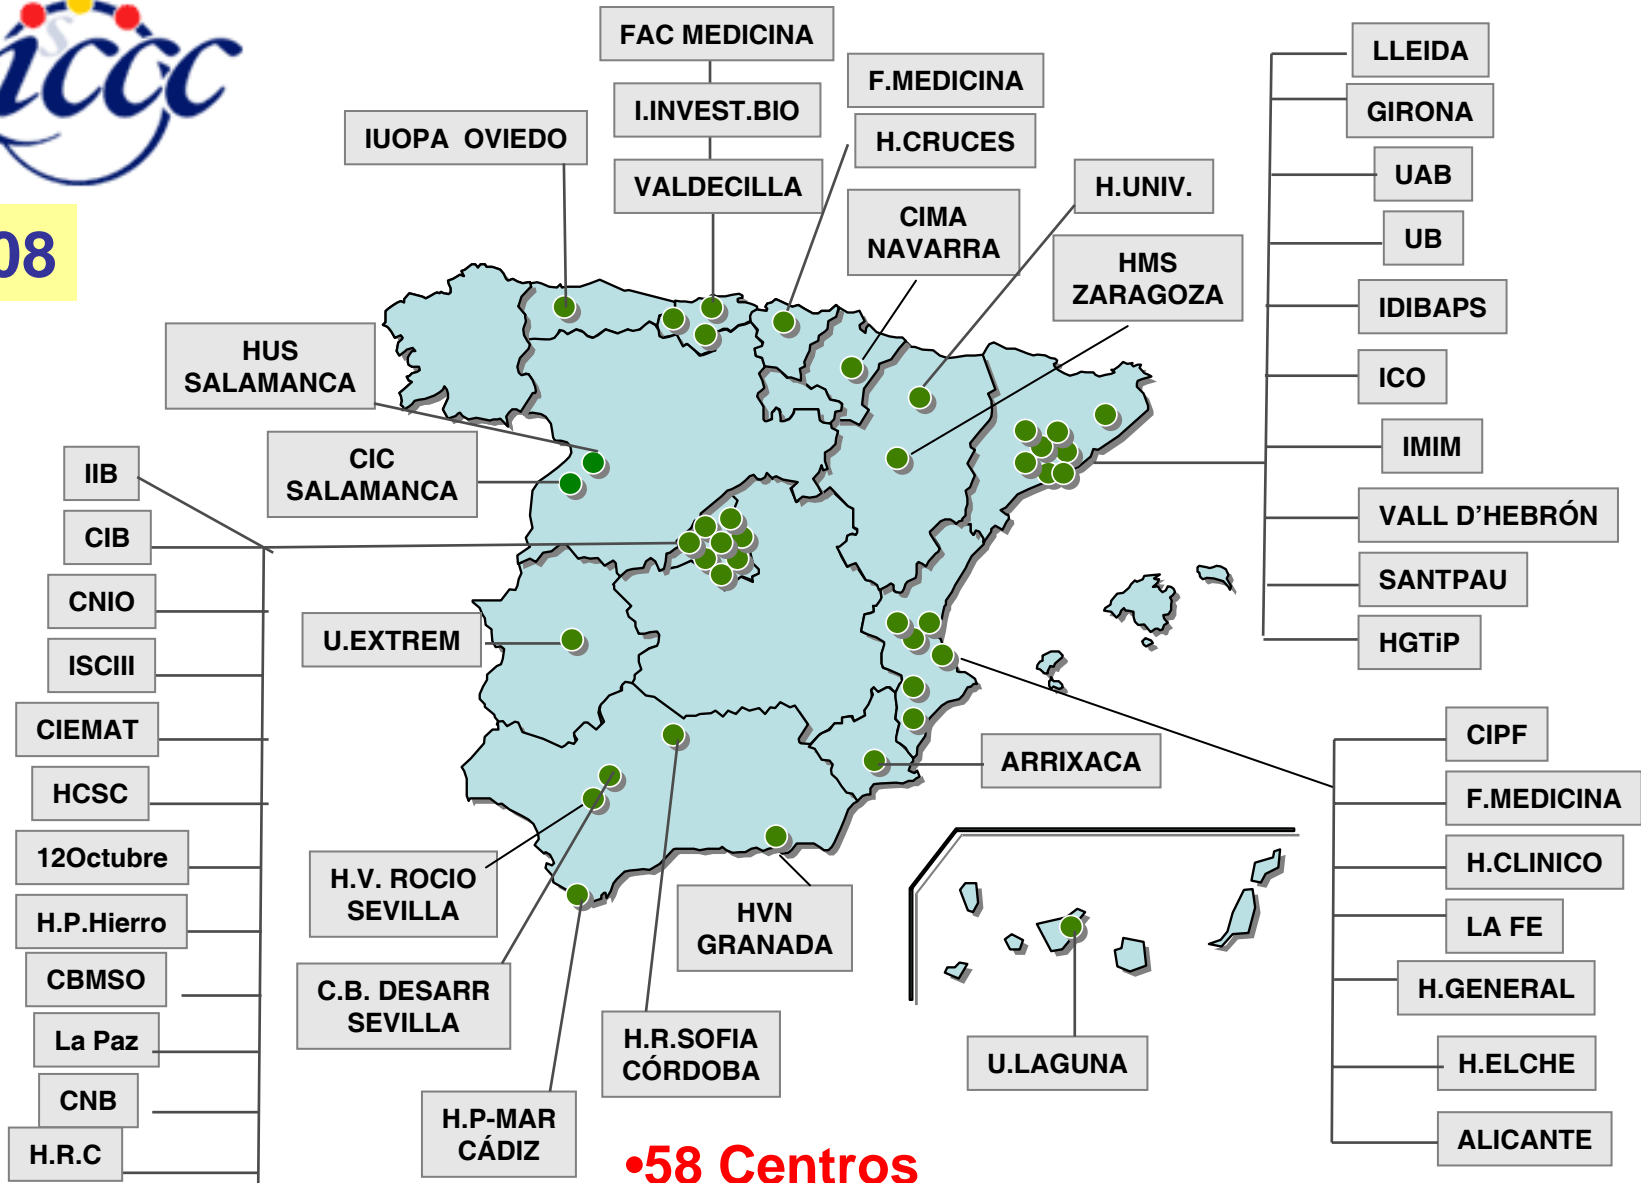 iccc
08
FAC MEDICINA
I.INVEST.BIO
VALDECILLA
IUOPA OVIEDO
F.MEDICINA
H.CRUCES
CIMA
NAVARRA
H.UNIV.
HMS
ZARAGOZA
LLEIDA
GIRONA
UAB
UB
IDIBAPS
ICO
IMIM
VALL D’HEBRÓN
SANTPAU
HGTiP
HUS
SALAMANCA
CIC
SALAMANCA
IIB
CIB
CNIO
ISCIII
CIEMAT
HCSC
12Octubre
H.P.Hierro
CBMSO
La Paz
CNB
H.R.C
U.EXTREM
H.V. ROCIO
SEVILLA
C.B. DESARR
SEVILLA
H.P-MAR
CÁDIZ
H.R.SOFIA
CÓRDOBA
HVN
GRANADA
ARRIXACA
U.LAGUNA
CIPF
F.MEDICINA
H.CLINICO
LA FE
H.GENERAL
H.ELCHE
ALICANTE
•58 Centros